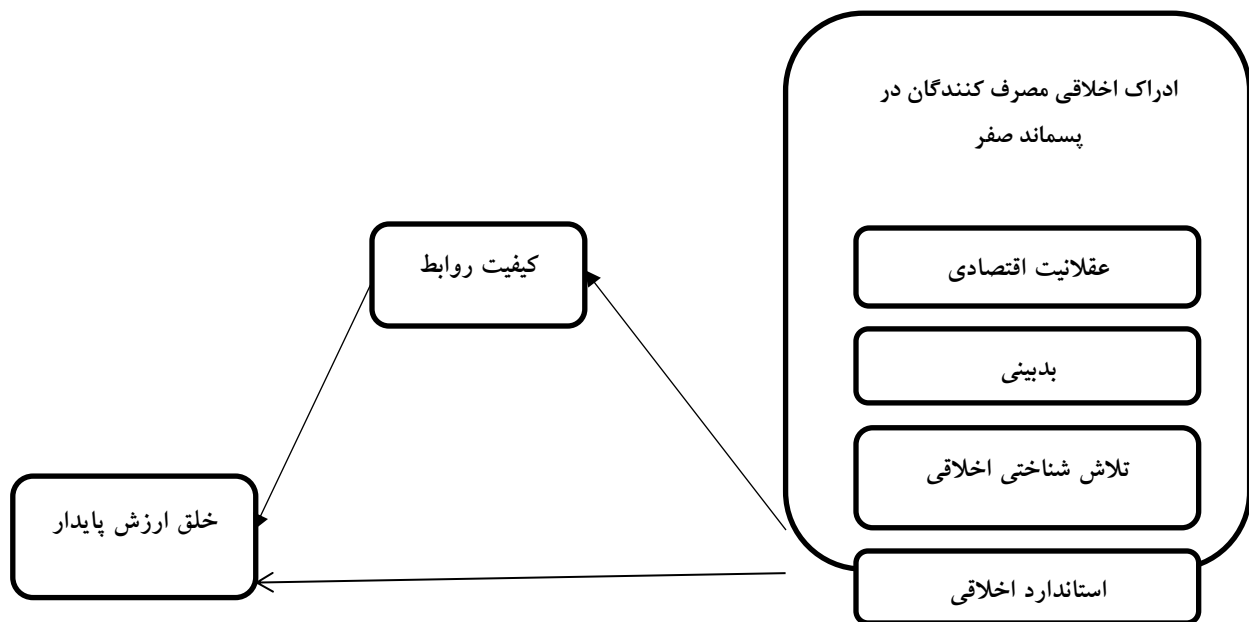 ادراک اخلاقی مصرف کنندگان در
پسماند صفر
عقلانیت اقتصادی
بدبینی
تلاش شناختی اخلاقی
استاندارد اخلاقی
کیفیت روابط
خلق ارزش پایدار